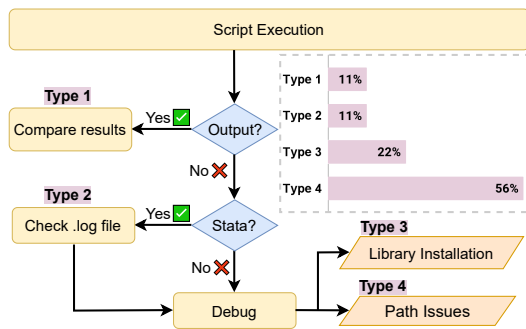 Script Execution
Type 1
11%
Type 2
11%
Type 3
22%
Type 4
56%
Type 1
Compare results
Yes
Output?
No
Type 2
Check .log file
Yes
Stata?
No
Debug
Type 3
Library Installation
Type 4
Path Issues